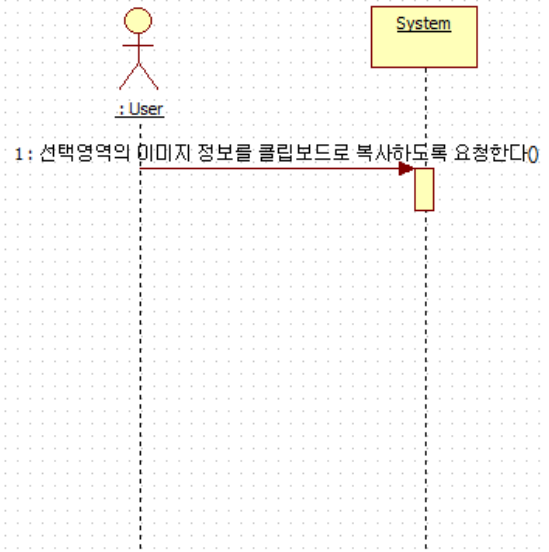 System
: User
1 : 선택영역의 이미지 정보를 클립보드로 복사하도록 요청한다()